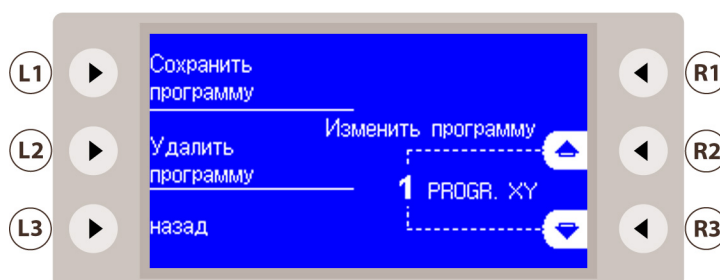 L1
Сохранить
программу
R1
L2
Удалить
программу
Изменить программу
R2
1 PROGR. XY
L3
назад
R3